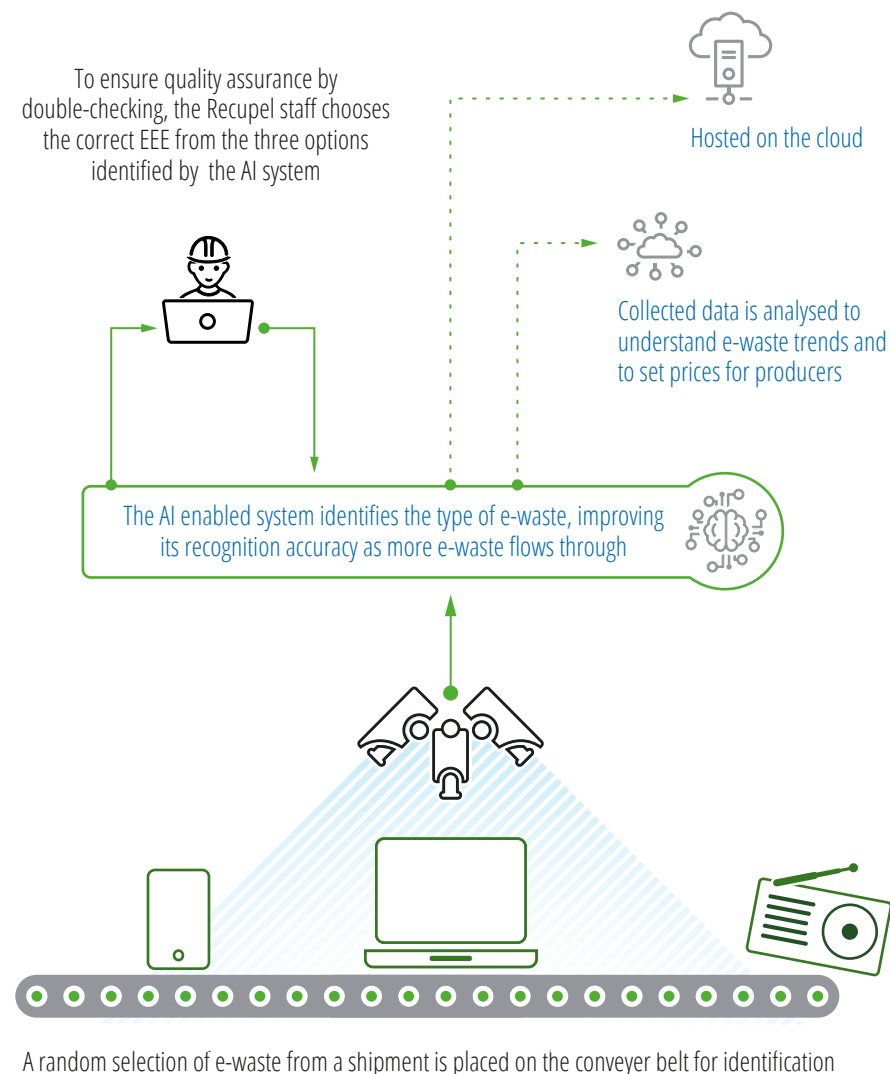 To ensure quality assurance by
double-checking, the Recupel staff chooses
the correct EEE from the three options
identified by the AI system
Hosted on the cloud
Collected data is analysed to
understand e-waste trends and
to set prices for producers
The AI enabled system identifies the type of e-waste, improving
its recognition accuracy as more e-waste flows through
A random selection of e-waste from a shipment is placed on the conveyer belt for identification